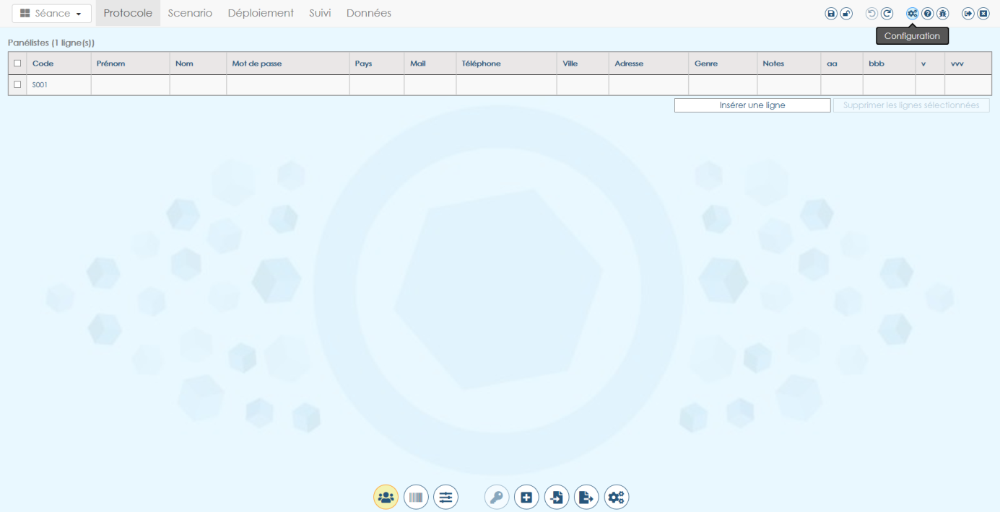 Séance Protocole Scenario Déploiement Suivi Données
Configuration
Panélistes (1 ligne(s))
Code Prénom Nom Mot de passe Pays Mail Téléphone Ville Adresse Genre Notes aa bbb v vvv
S001
Insérer une ligne Supprimer les lignes sélectionnées